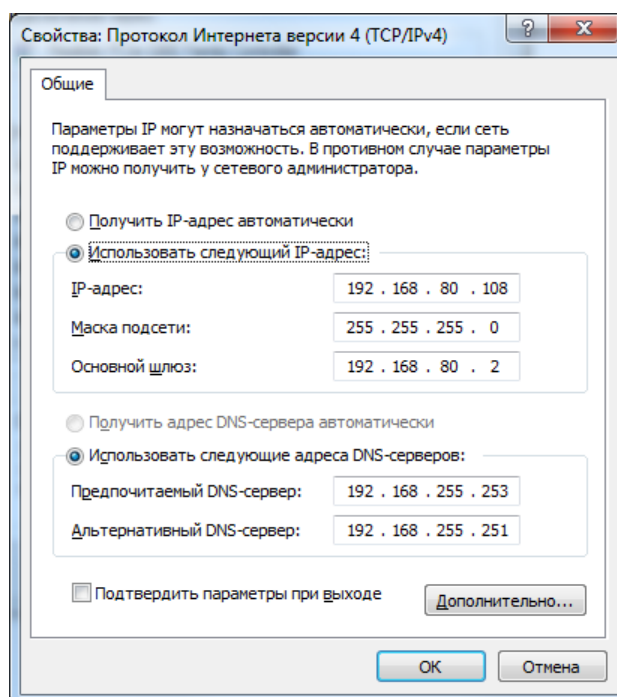 Свойства: Протокол Интернета версии 4 (TCP/IPv4)
?
X
Общие
Параметры IP могут назначаться автоматически, если сеть
поддерживает эту возможность. В противном случае параметры
IP можно получить у сетевого администратора.
Получить IP-адрес автоматически
Использовать следующий IP-адрес:
IP-адрес: 192 . 168 . 80 . 108
Маска подсети: 255 . 255 . 255 . 0
Основной шлюз: 192 . 168 . 80 . 2
Получить адрес DNS-сервера автоматически
Использовать следующие адреса DNS-серверов:
Предпочитаемый DNS-сервер: 192 . 168 . 255 . 253
Альтернативный DNS-сервер: 192 . 168 . 255 . 251
Подтвердить параметры при выходе
Дополнительно...
ОК
Отмена